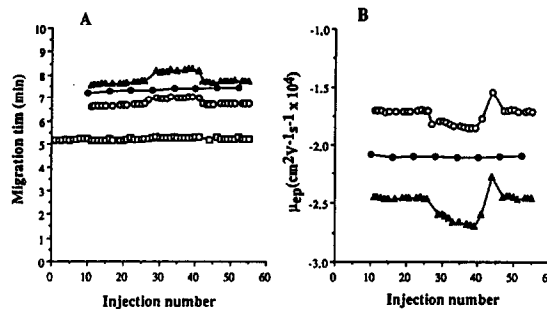 A
Migration tim (min)
10
9
8
7
6
5
4
3
2
1
0
0 10 20 30 40 50 60
Injection number
B
μep(cm2V-1s-1 x 104)
-1.0
-1.5
-2.0
-2.5
-3.0
0 10 20 30 40 50 60
Injection number